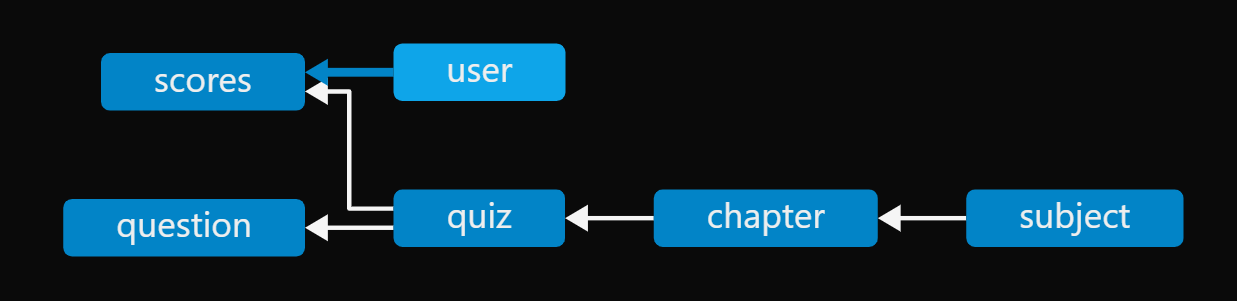 scores
user
question
quiz
chapter
subject